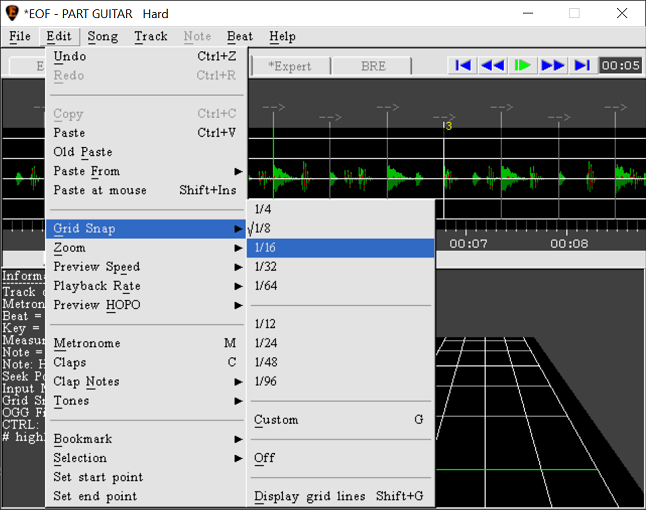 *EOF - PART GUITAR   Hard
File Edit Song Track Note Beat Help
E
*Expert
BRE
00:05
Undo Ctrl+Z
Redo Ctrl+R
Copy Ctrl+C
Paste Ctrl+V
Old Paste
Paste From
Paste at mouse Shift+Ins
Grid Snap
Zoom
Preview Speed
Playback Rate
Preview HOPO
Metronome M
Claps C
Clap Notes
Tones
Bookmark
Selection
Set start point
Set end point
1/4
√1/8
1/16
1/32
1/64
1/12
1/24
1/48
1/96
Custom G
Off
Display grid lines Shift+G
--> --> --> --> --> --> -->
3
00:07 00:08
Informa
Track
Metron
Beat =
Key =
Measur
Note =
Note: H
Seek Po
Input M
Grid Sn
OGG Fi
CTRL:
# highl